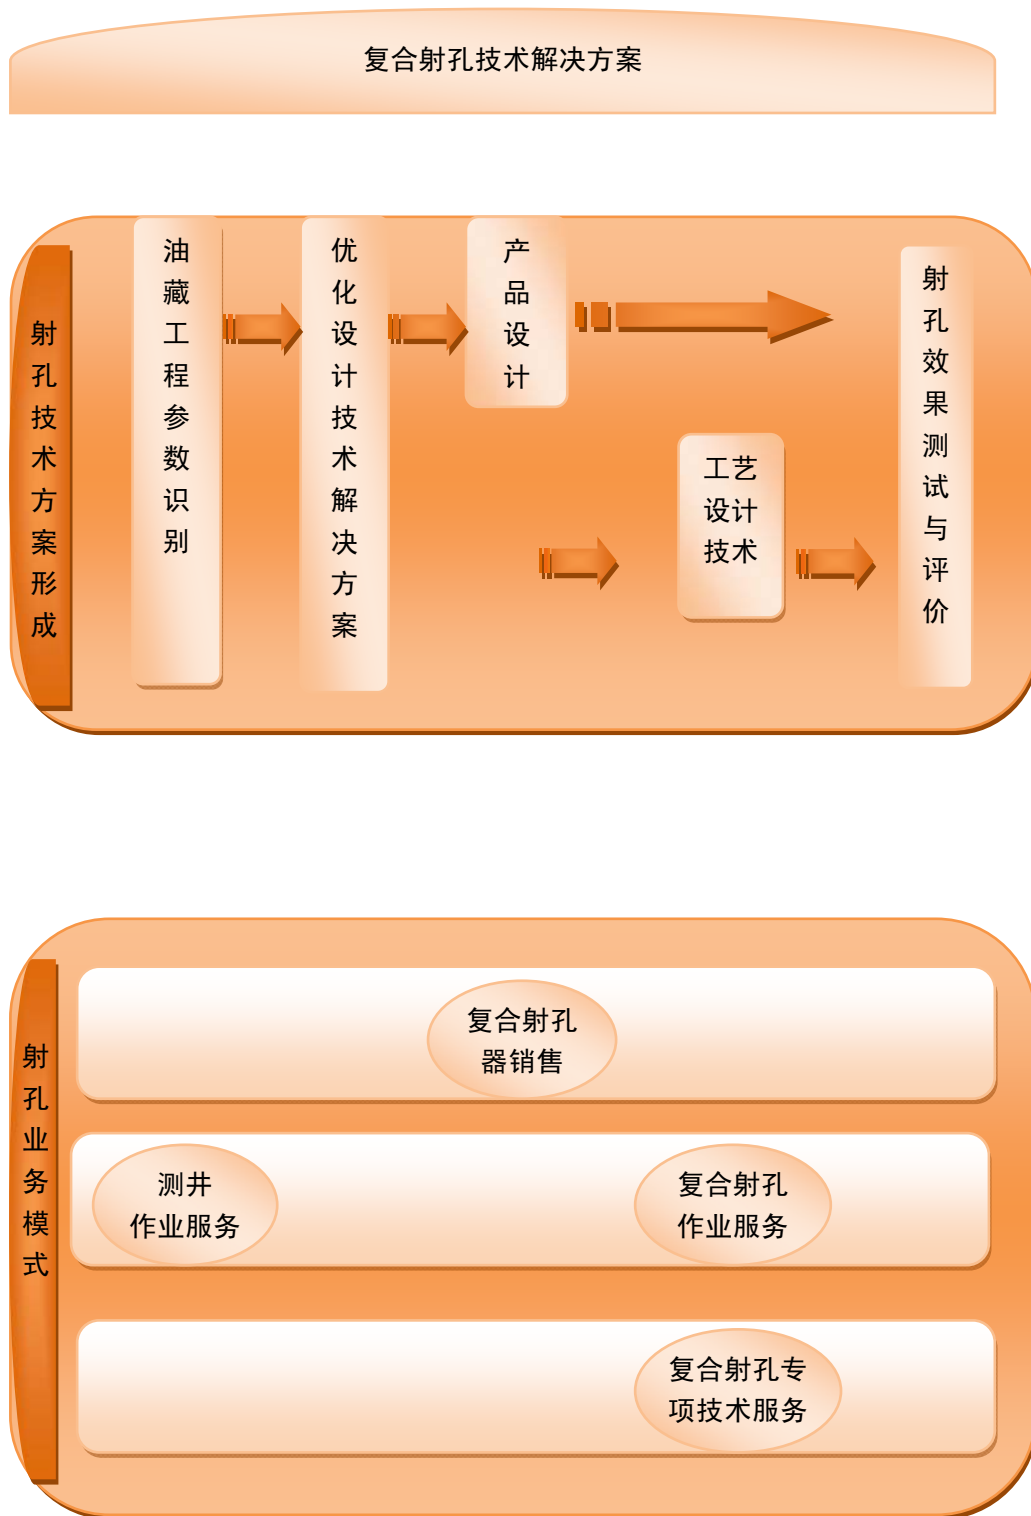 复合射孔技术解决方案
射孔技术方案形成
油藏工程参数识别
优化设计技术解决方案
产品设计
工艺
设计
技术
射孔效果测试与评价
射孔业务模式
复合射孔
器销售
测井
作业服务
复合射孔
作业服务
复合射孔专
项技术服务